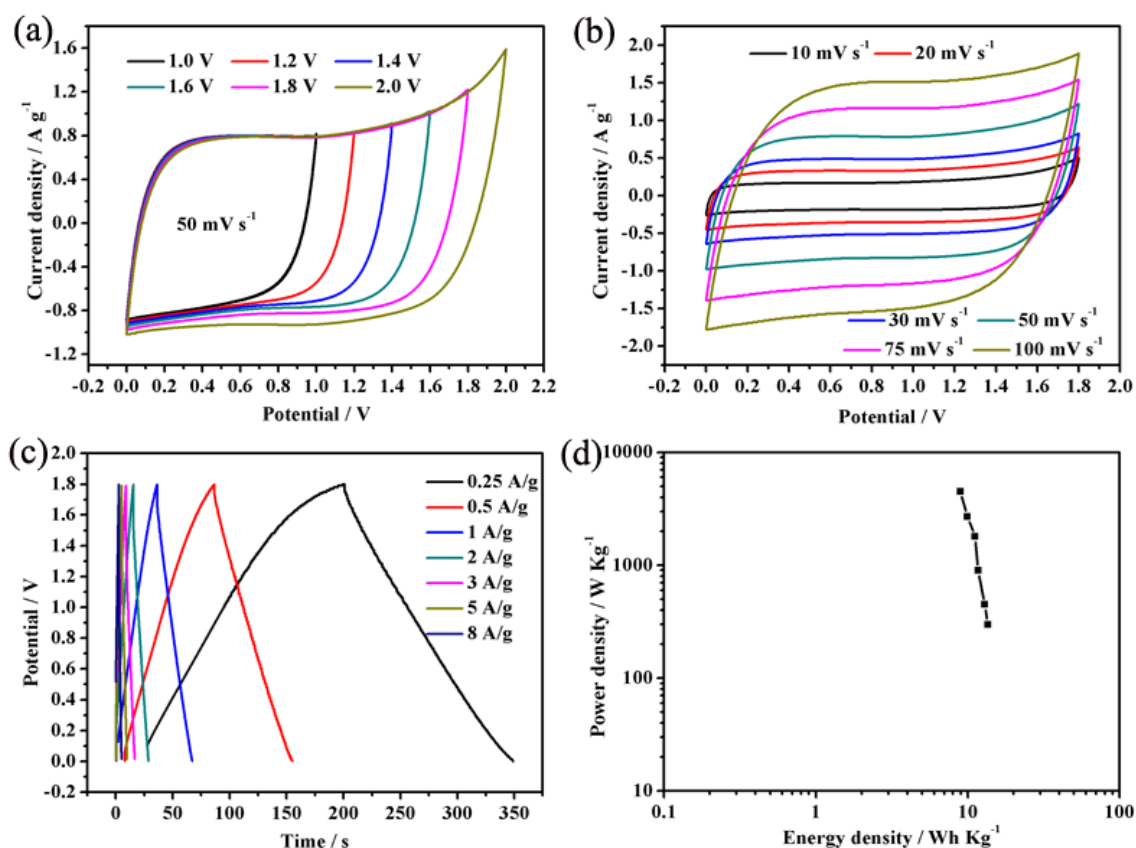 (a)
1.0 V 1.2 V 1.4 V
1.6 V 1.8 V 2.0 V
50 mV s-1
Current density / A g-1
1.6
1.2
0.8
0.4
0.0
-0.4
-0.8
-1.2
0.0 0.2 0.4 0.6 0.8 1.0 1.2 1.4 1.6 1.8 2.0 2.2
Potential / V
(b)
10 mV s-1 20 mV s-1
30 mV s-1 50 mV s-1
75 mV s-1 100 mV s-1
Current density / A g-1
2.0
1.5
1.0
0.5
0.0
-0.5
-1.0
-1.5
-2.0
0.0 0.2 0.4 0.6 0.8 1.0 1.2 1.4 1.6 1.8 2.0
Potential / V
(c)
0.25 A/g
0.5 A/g
1 A/g
2 A/g
3 A/g
5 A/g
8 A/g
Potential / V
2.0
1.8
1.6
1.4
1.2
1.0
0.8
0.6
0.4
0.2
0.0
-0.2
0 50 100 150 200 250 300 350
Time / s
(d)
Power density / W Kg-1
10000
1000
100
10
0.1 1 10 100
Energy density / Wh Kg-1